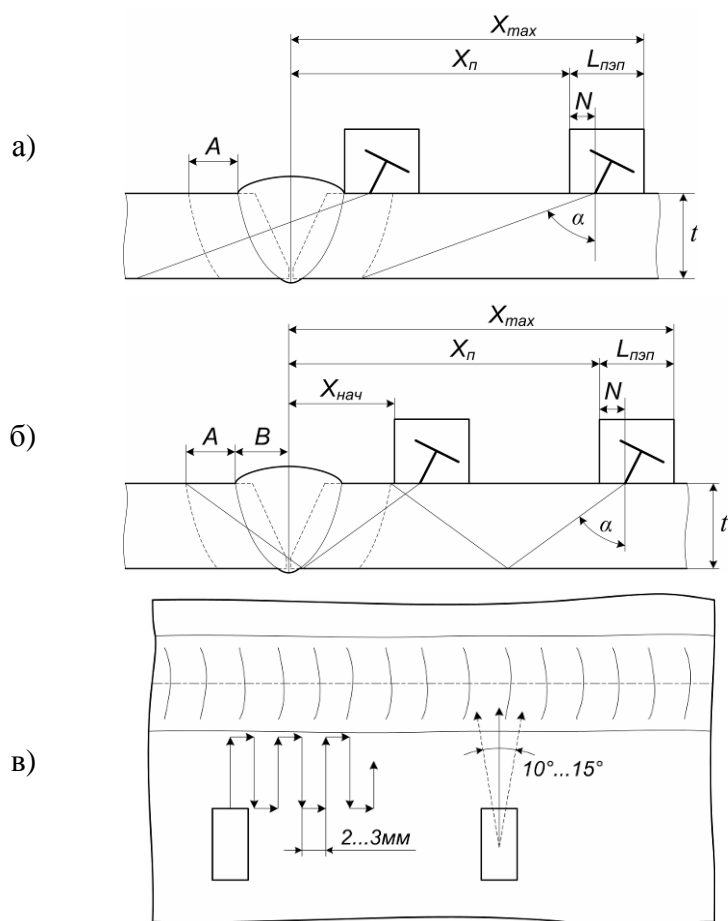 а)
X_max
X_п
L_пэп
N
A
α
t
б)
X_max
X_п
L_пэп
X_нач
N
A
B
α
t
в)
10°...15°
2...3мм